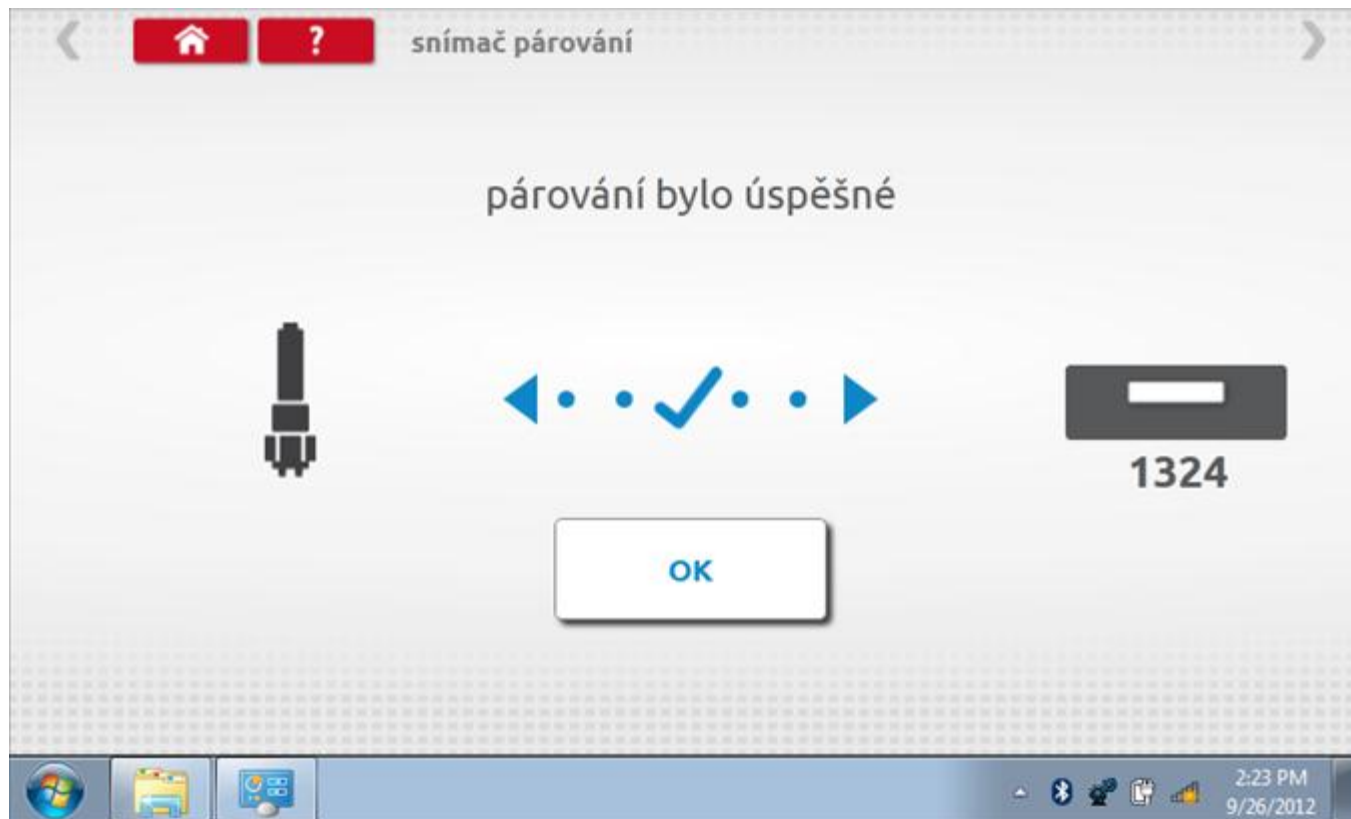 ?
snímač párování
párování bylo úspěšné
1324
OK
2:23 PM
9/26/2012